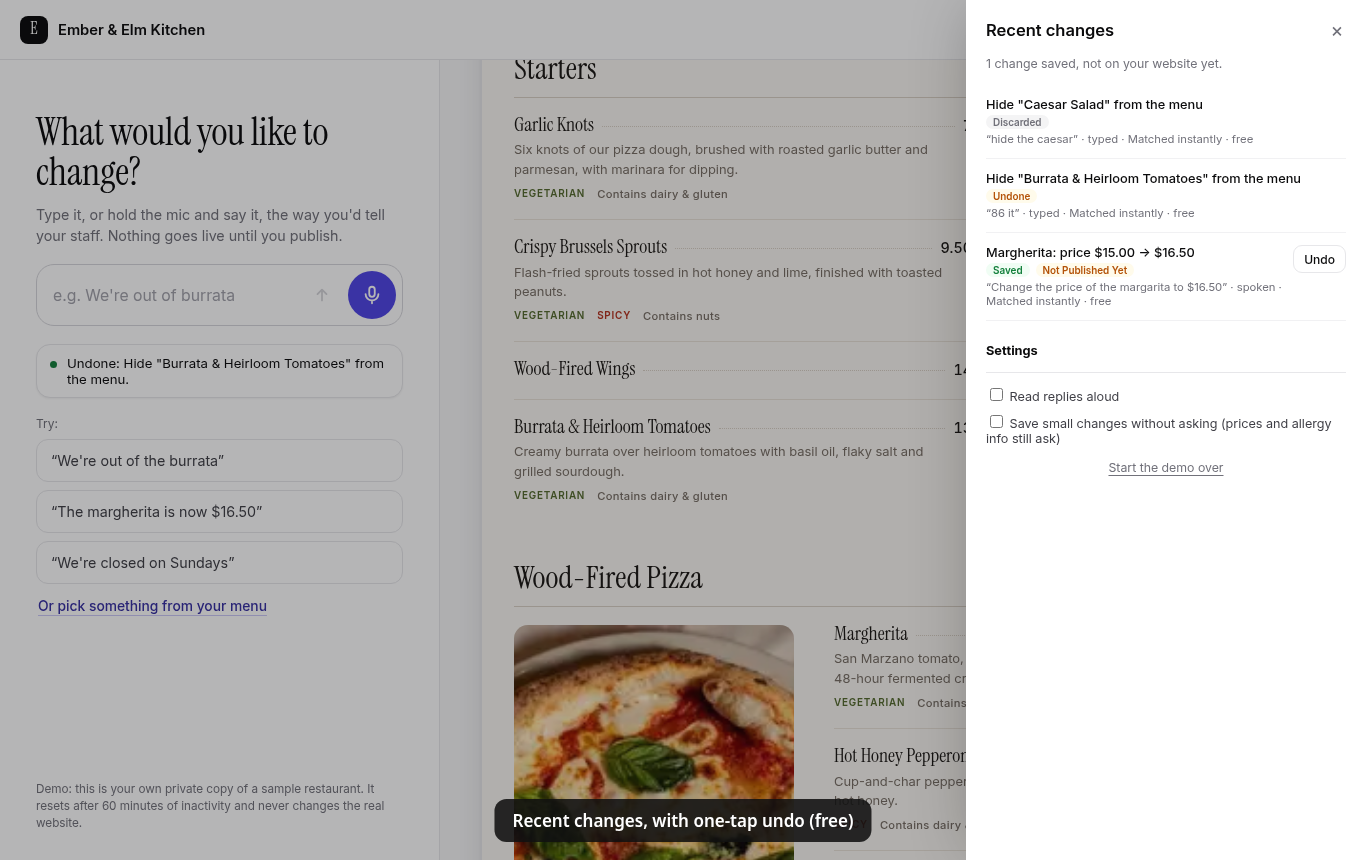 E
Ember & Elm Kitchen
What would you like to
change?
Type it, or hold the mic and say it, the way you'd tell
your staff. Nothing goes live until you publish.
e.g. We're out of burrata
Undone: Hide "Burrata & Heirloom Tomatoes" from
the menu.
Try:
“We're out of the burrata”
“The margherita is now $16.50”
“We're closed on Sundays”
Or pick something from your menu
Demo: this is your own private copy of a sample restaurant. It
resets after 60 minutes of inactivity and never changes the real
website.
Starters
Garlic Knots
Six knots of our pizza dough, brushed with roasted garlic butter and
parmesan, with marinara for dipping.
VEGETARIAN Contains dairy & gluten
Crispy Brussels Sprouts 9.50
Flash-fried sprouts tossed in hot honey and lime, finished with toasted
peanuts.
VEGETARIAN SPICY Contains nuts
Wood-Fired Wings 14
Burrata & Heirloom Tomatoes 13
Creamy burrata over heirloom tomatoes with basil oil, flaky salt and
grilled sourdough.
VEGETARIAN Contains dairy & gluten
Wood-Fired Pizza
Margherita
San Marzano tomato,
48-hour fermented
VEGETARIAN Contains
Hot Honey
Cup-and-char
hot honey.
Contains dairy
Recent changes, with one-tap undo (free)
Recent changes ×
1 change saved, not on your website yet.
Hide "Caesar Salad" from the menu
Discarded
“hide the caesar” · typed · Matched instantly · free
Hide "Burrata & Heirloom Tomatoes" from the menu
Undone
“86 it” · typed · Matched instantly · free
Margherita: price $15.00 → $16.50 Undo
Saved Not Published Yet
“Change the price of the margarita to $16.50” · spoken ·
Matched instantly · free
Settings
Read replies aloud
Save small changes without asking (prices and allergy
info still ask)
Start the demo over